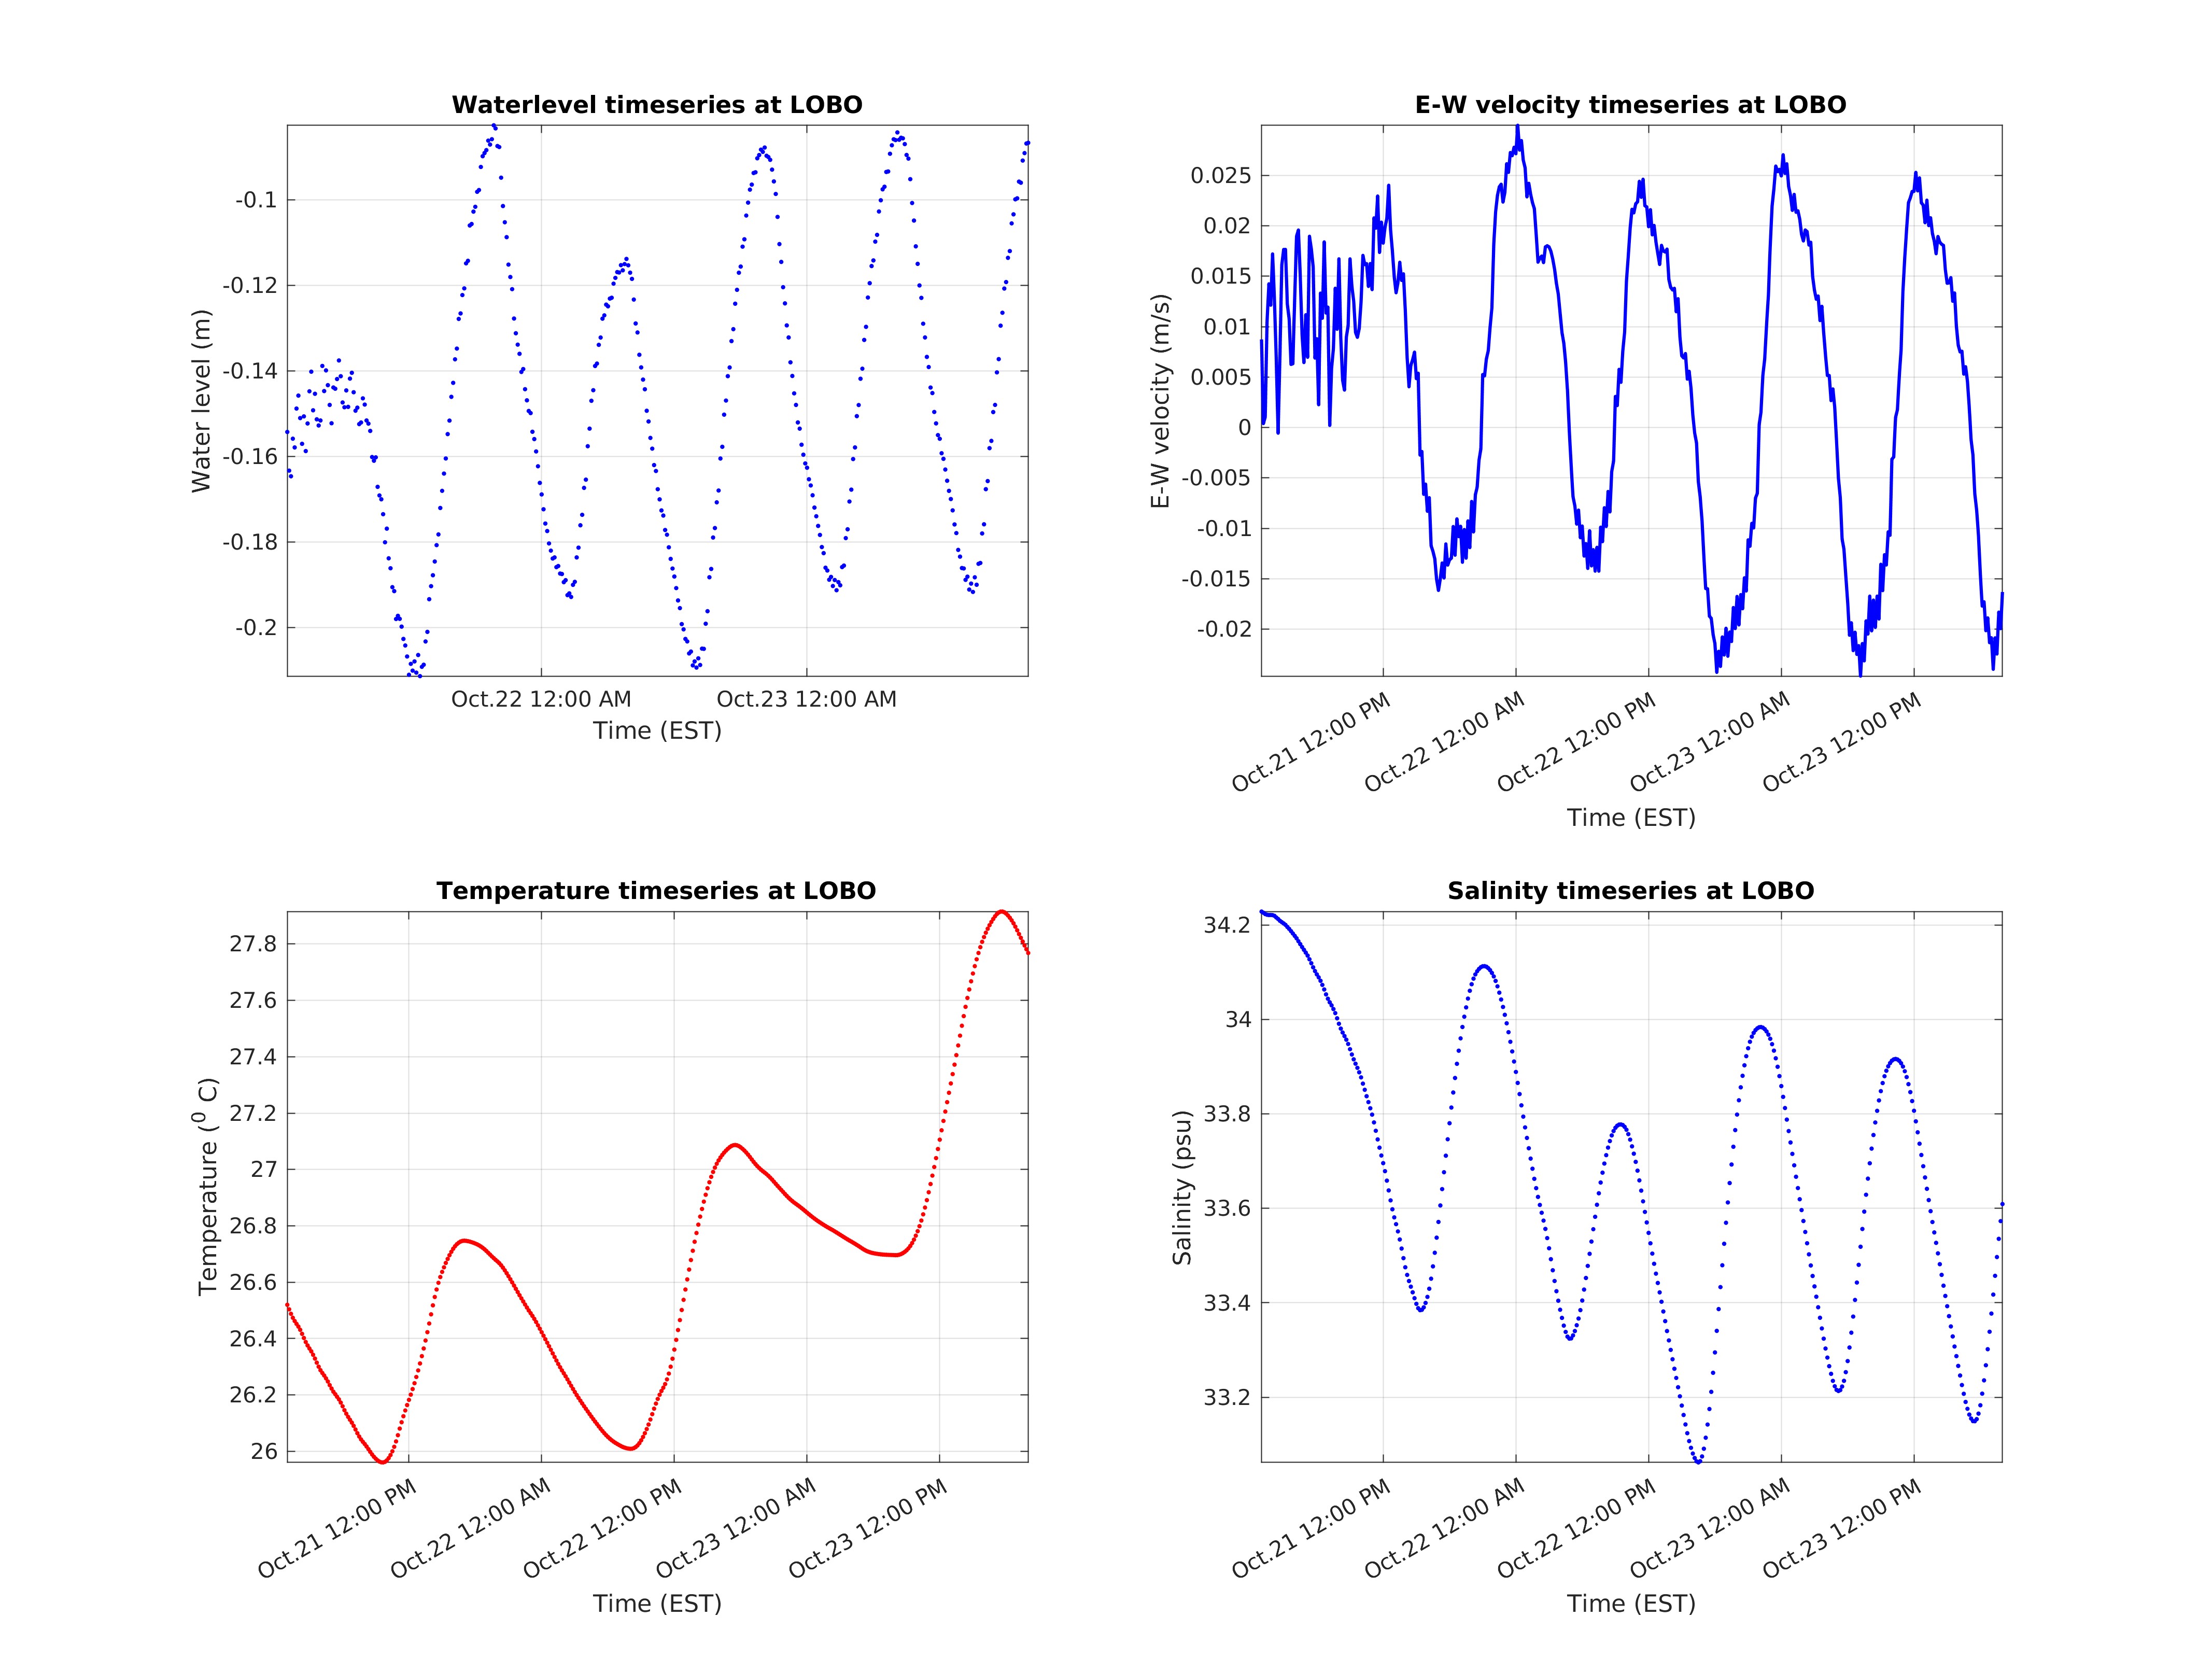 Waterlevel timeseries at LOBO
-0.1
-0.12
-0.14
-0.16
-0.18
-0.2
Water level (m)
Oct.22 12:00 AM
Oct.23 12:00 AM
Time (EST)
E-W velocity timeseries at LOBO
0.025
0.02
0.015
0.01
0.005
0
-0.005
-0.01
-0.015
-0.02
E-W velocity (m/s)
Oct.21 12:00 PM
Oct.22 12:00 AM
Oct.22 12:00 PM
Oct.23 12:00 AM
Oct.23 12:00 PM
Time (EST)
Temperature timeseries at LOBO
27.8
27.6
27.4
27.2
27
26.8
26.6
26.4
26.2
26
Temperature (⁰ C)
Oct.21 12:00 PM
Oct.22 12:00 AM
Oct.22 12:00 PM
Oct.23 12:00 AM
Oct.23 12:00 PM
Time (EST)
Salinity timeseries at LOBO
34.2
34
33.8
33.6
33.4
33.2
Salinity (psu)
Oct.21 12:00 PM
Oct.22 12:00 AM
Oct.22 12:00 PM
Oct.23 12:00 AM
Oct.23 12:00 PM
Time (EST)